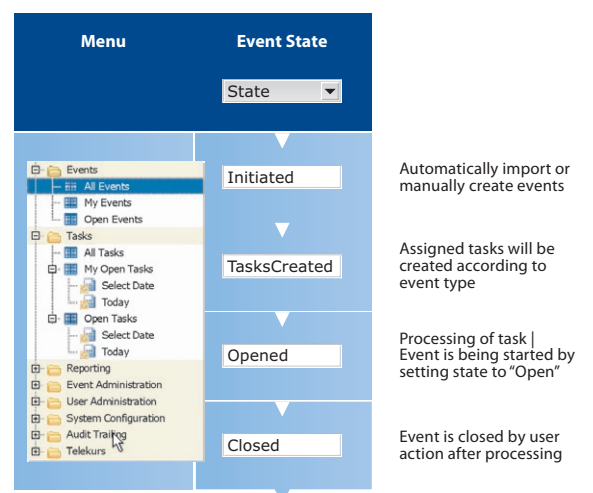 Menu
Event State
State
Events
All Events
My Events
Open Events
Tasks
All Tasks
My Open Tasks
Select Date
Today
Open Tasks
Select Date
Today
Reporting
Event Administration
User Administration
System Configuration
Audit Trailing
Telekurs
Initiated
Automatically import or
manually create events
TasksCreated
Assigned tasks will be
created according to
event type
Opened
Processing of task |
Event is being started by
setting state to “Open”
Closed
Event is closed by user
action after processing